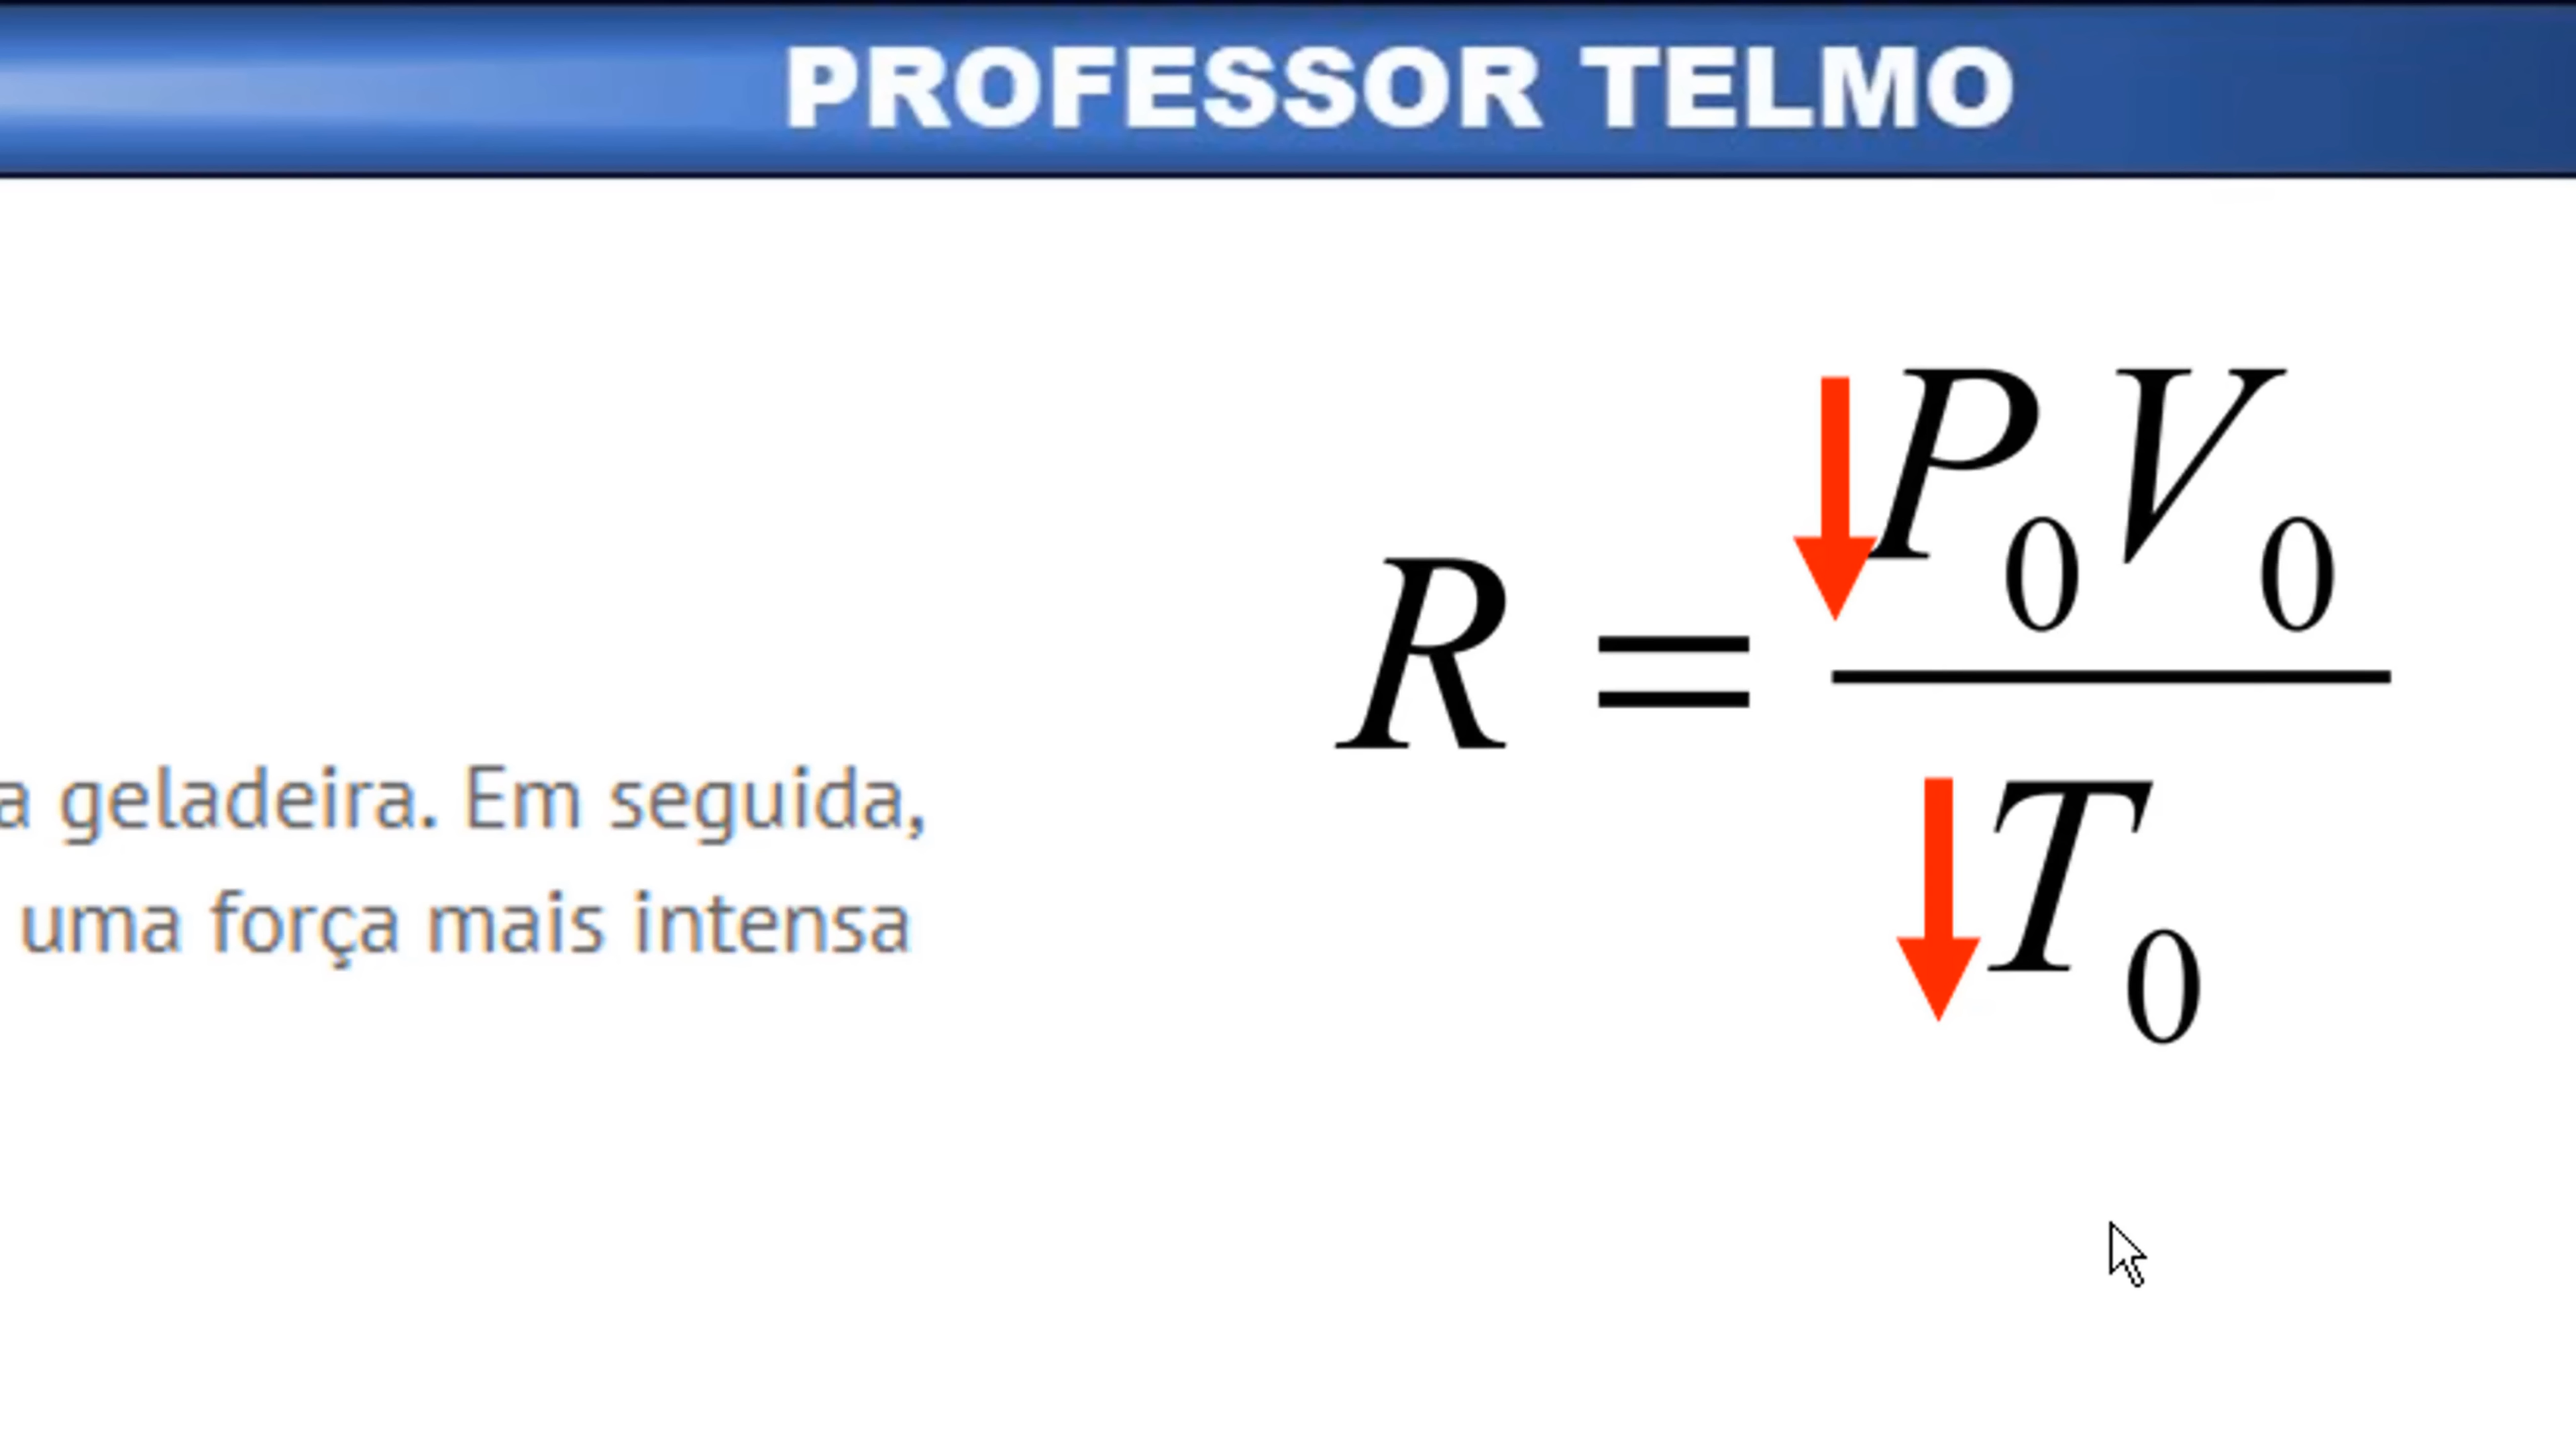 PROFESSOR TELMO
R = P₀V₀ / T₀
a geladeira. Em seguida,
uma força mais intensa